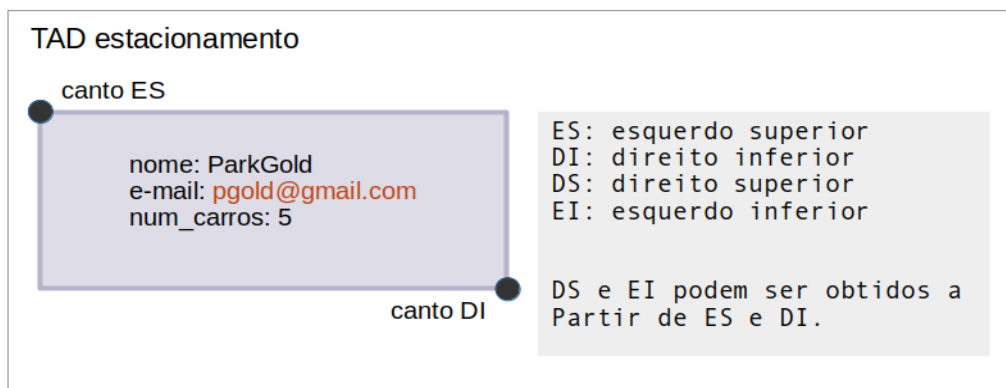 TAD estacionamento
canto ES
nome: ParkGold
e-mail: pgold@gmail.com
num_carros: 5
canto DI
ES: esquerdo superior
DI: direito inferior
DS: direito superior
EI: esquerdo inferior
DS e EI podem ser obtidos a
Partir de ES e DI.